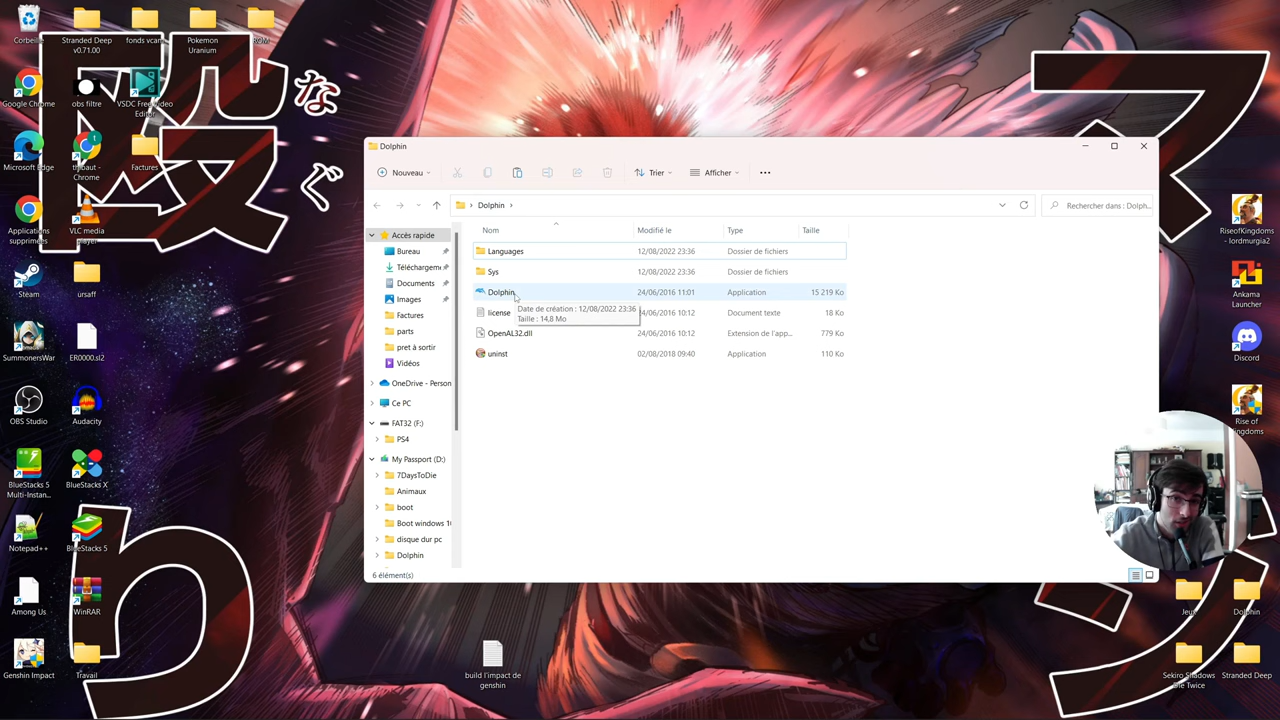 Corbeille
Stranded Deep
v0.71.00
fonds vcam
Pokemon
Uranium
Google Chrome
obs filtre
VSDC Free Video
Editor
Microsoft Edge
thibaut -
Chrome
Factures
Applications
supprimées
VLC media
player
Steam
ursaff
SummonersWar
ER0000.sl2
OBS Studio
Audacity
BlueStacks 5
Multi-Instan...
BlueStacks X
Notepad++
BlueStacks 5
Among Us
WinRAR
Genshin Impact
Travail
なぐ
Dolphin
Nouveau
Trier
Afficher
Dolphin
Rechercher dans : Dolph...
Nom
Modifié le
Type
Taille
Languages
12/08/2022 23:36
Dossier de fichiers
Sys
12/08/2022 23:36
Dossier de fichiers
Dolphin
24/06/2016 11:01
Application
15 219 Ko
license
24/06/2016 10:12
Document texte
18 Ko
OpenAL32.dll
24/06/2016 10:12
Extension de l'app...
779 Ko
uninst
02/08/2018 09:40
Application
110 Ko
Date de création : 12/08/2022 23:36
Taille : 14,8 Mo
Accès rapide
Bureau
Téléchargem
Documents
Images
Factures
parts
pret à sortir
Vidéos
OneDrive - Person
Ce PC
FAT32 (F:)
PS4
My Passport (D:)
7DaysToDie
Animaux
boot
Boot windows 10
disque dur pc
Dolphin
6 élément(s)
build l'impact de
genshin
RiseofKingdoms
- lordmurgia2
Ankama
Launcher
Discord
Rise of
Kingdoms
Jeux
Dolphin
Sekiro Shadows
Die Twice
Stranded Deep